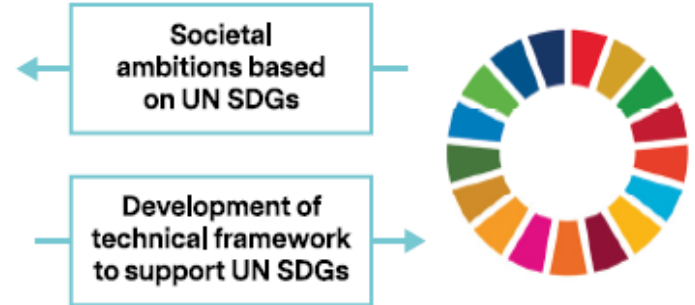 Societal
ambitions based
on UN SDGs
Development of
technical framework
to support UN SDGs